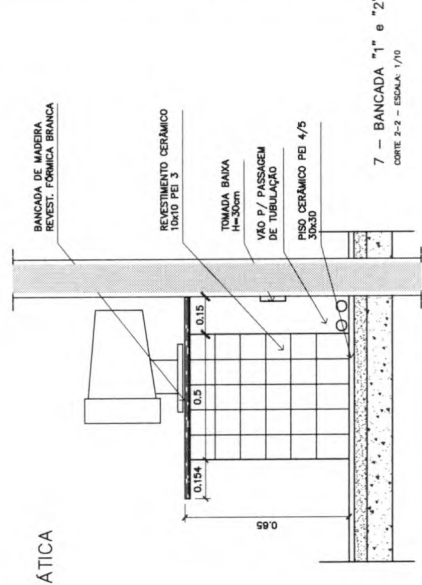 ÁTICA
BANCADA DE MADEIRA
REVEST. FÓRMICA BRANCA
REVESTIMENTO CERÂMICO
10x10 PEI 3
TOMADA BAIXA
H=30cm
VÃO P/ PASSAGEM
DE TUBULAÇÃO
PISO CERÂMICO PEI 4/5
30x30
0.154
0.5
0.15
0.65
7 - BANCADA "1" e "2"
CORTE 2-2 - ESCALA: 1/10